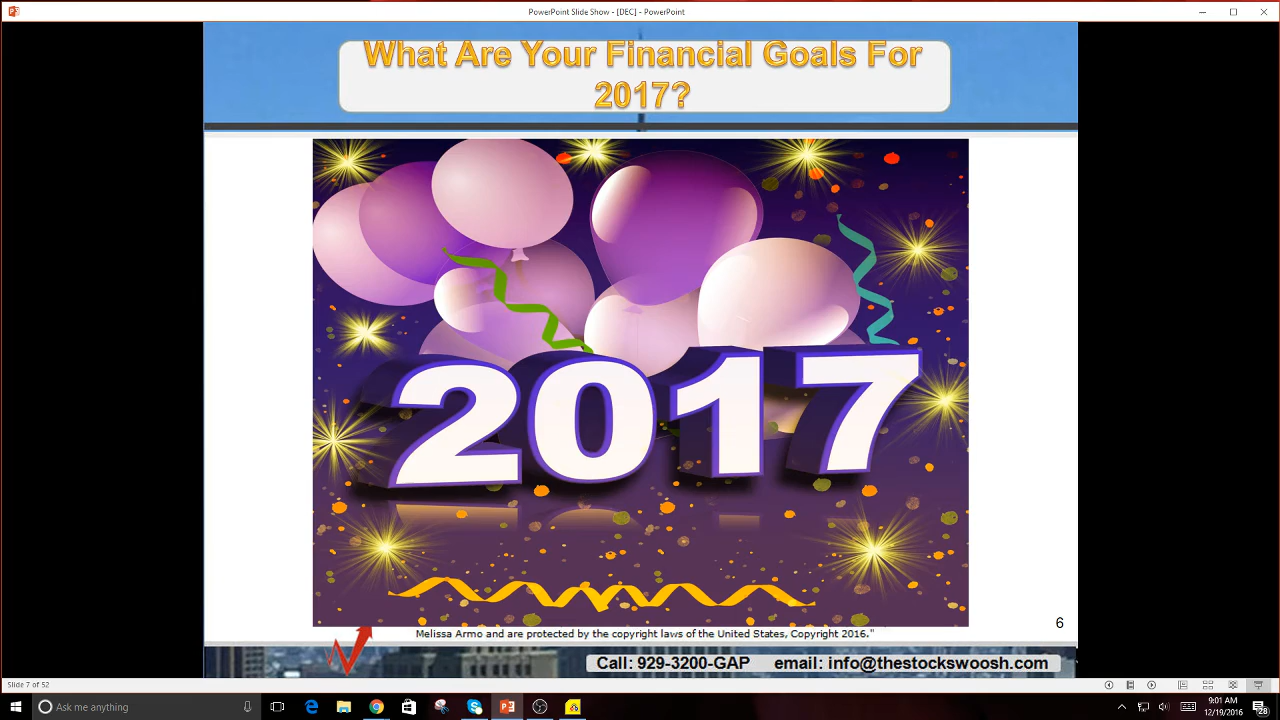 PowerPoint Slide Show - [DEC] - PowerPoint
What Are Your Financial Goals For
2017?
2017
6
Melissa Armo and are protected by the copyright laws of the United States, Copyright 2016."
Call: 929-3200-GAP email: info@thestockswoosh.com
Slide 7 of 52
Ask me anything
9:01 AM
12/19/2016